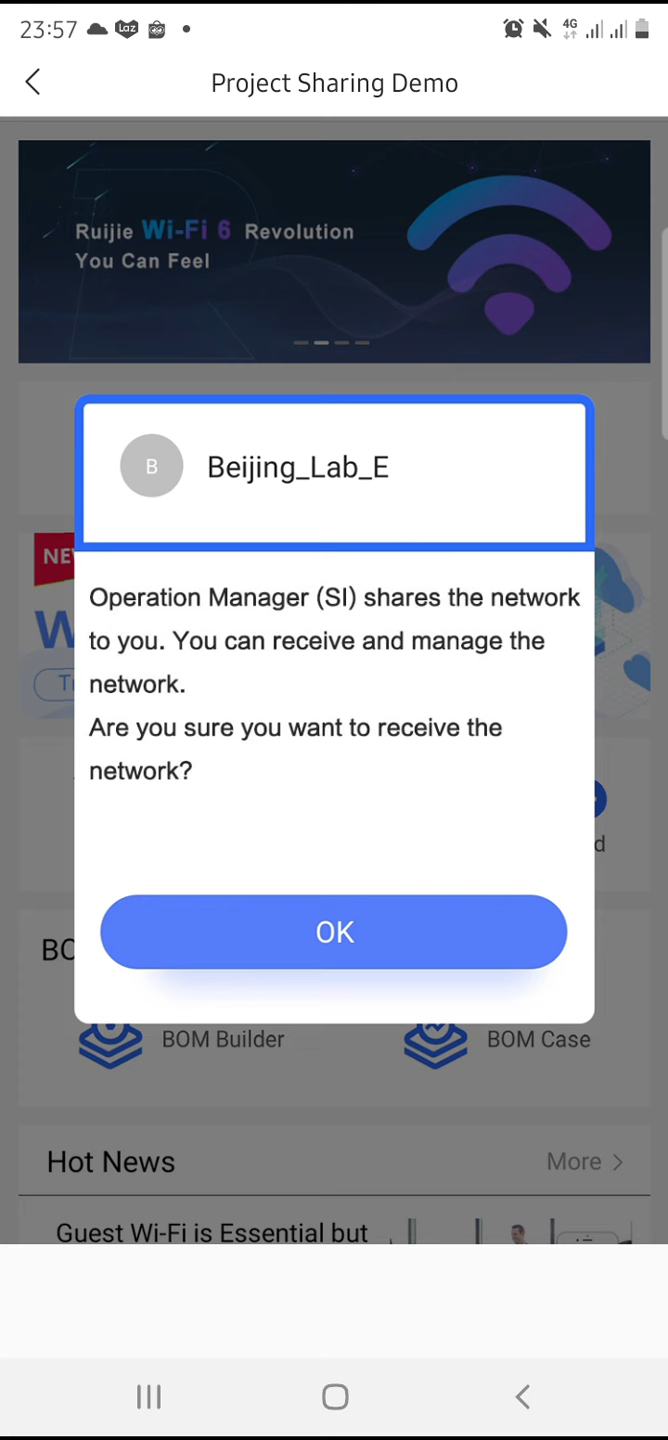 23:57
Laz
4G
Project Sharing Demo
Ruijie Wi-Fi 6 Revolution
You Can Feel
B
Beijing_Lab_E
Operation Manager (SI) shares the network
to you. You can receive and manage the
network.
Are you sure you want to receive the
network?
OK
BOM Builder
BOM Case
Hot News
More
Guest Wi-Fi is Essential but